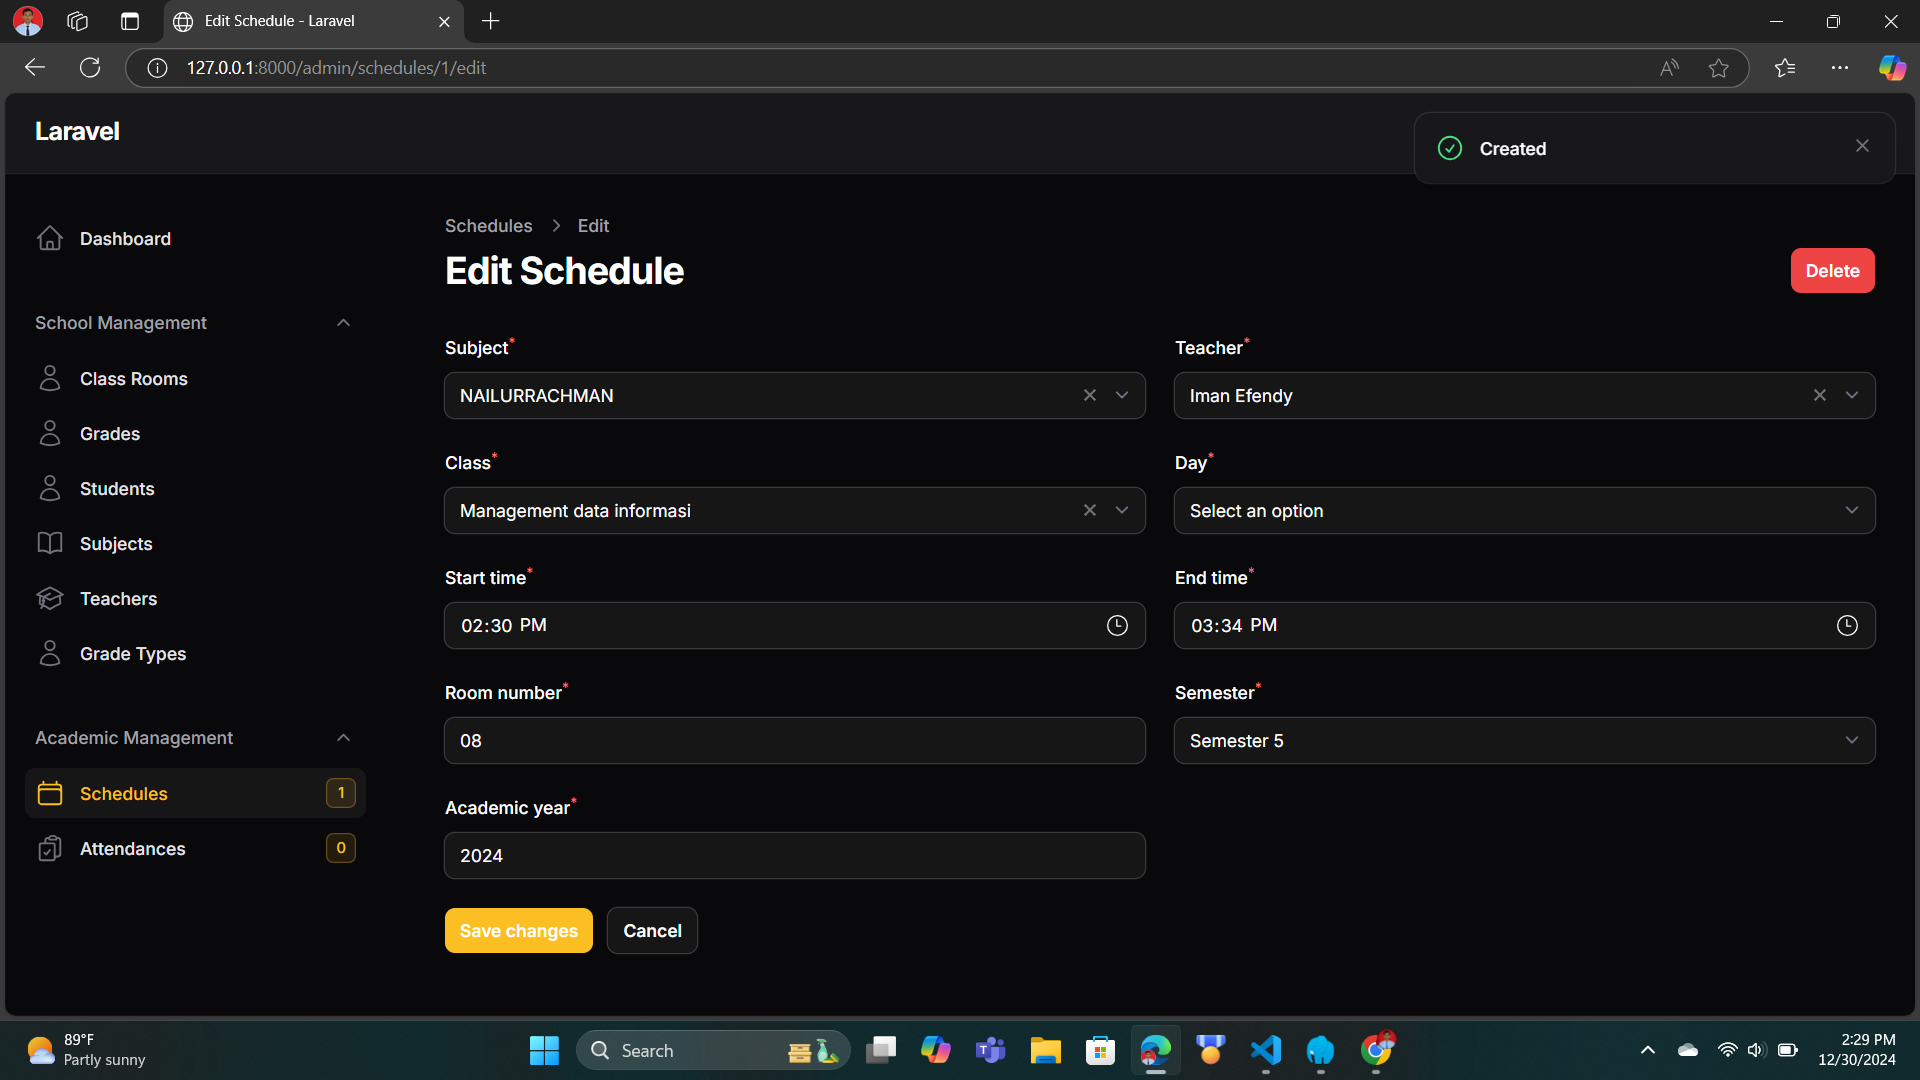 Edit Schedule - Laravel
127.0.0.1:8000/admin/schedules/1/edit
Laravel
Created
Dashboard
School Management
Class Rooms
Grades
Students
Subjects
Teachers
Grade Types
Academic Management
Schedules 1
Attendances 0
Schedules > Edit
Edit Schedule
Delete
Subject* Teacher*
NAILURRACHMAN Iman Efendy
Class* Day*
Management data informasi Select an option
Start time* End time*
02:30 PM 03:34 PM
Room number* Semester*
08 Semester 5
Academic year*
2024
Save changes Cancel
89°F
Partly sunny
Search
2:29 PM
12/30/2024